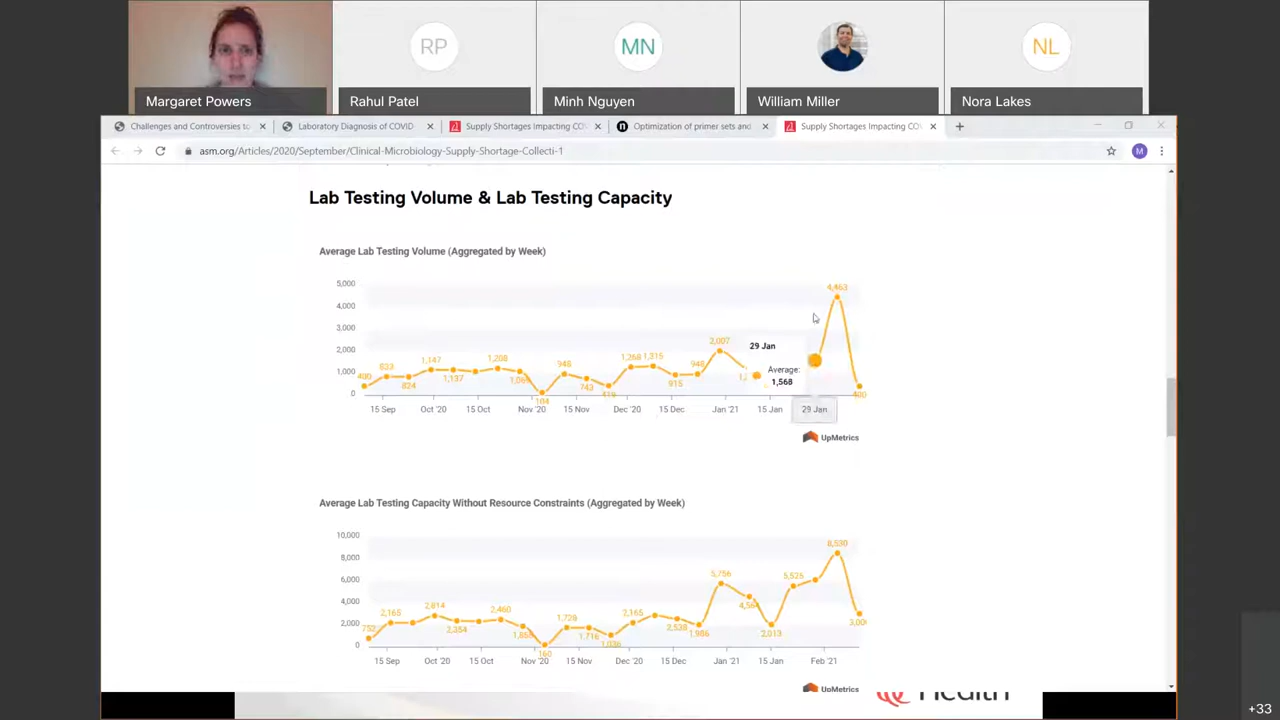 RP
MN
NL
Margaret Powers
Rahul Patel
Minh Nguyen
William Miller
Nora Lakes
Challenges and Controversies to
Laboratory Diagnosis of COVID
Supply Shortages Impacting
Optimization of primer sets and
Supply Shortages Impacting
asm.org/Articles/2020/September/Clinical-Microbiology-Supply-Shortage-Collecti-1
M
Lab Testing Volume & Lab Testing Capacity
Average Lab Testing Volume (Aggregated by Week)
5,000
4,000
3,000
2,000
1,000
0
4,463
2,007
1,147
1,208
1,268 1,315
948
948
824
1,137
743
915
104
400
29 Jan
Average:
1,568
15 Sep
Oct '20
15 Oct
Nov '20
15 Nov
Dec '20
15 Dec
Jan '21
15 Jan
29 Jan
UpMetrics
Average Lab Testing Capacity Without Resource Constraints (Aggregated by Week)
10,000
8,000
6,000
4,000
2,000
0
8,530
5,756
5,525
2,165
2,814
2,460
1,728
2,165
2,354
1,716
2,538
1,986
2,013
160
15 Sep
Oct '20
15 Oct
Nov '20
15 Nov
Dec '20
15 Dec
Jan '21
15 Jan
Feb '21
UpMetrics
Health
+33